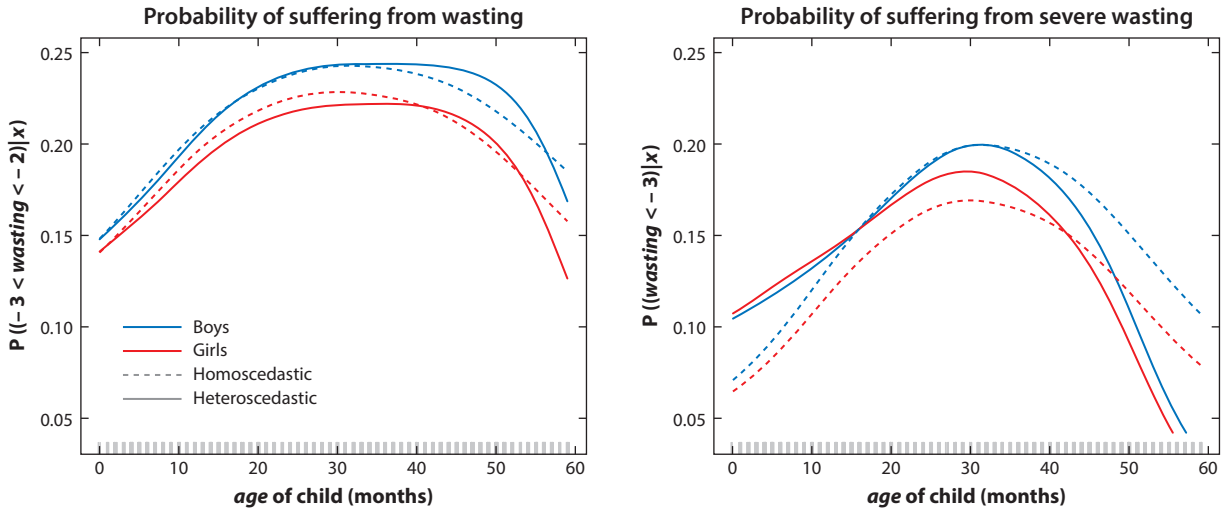 Probability of suffering from wasting
P ((– 3 < wasting < – 2)|x)
0.25
0.20
0.15
0.10
0.05
Boys
Girls
Homoscedastic
Heteroscedastic
0 10 20 30 40 50 60
age of child (months)
Probability of suffering from severe wasting
P ((wasting < – 3)|x)
0.25
0.20
0.15
0.10
0.05
0 10 20 30 40 50 60
age of child (months)